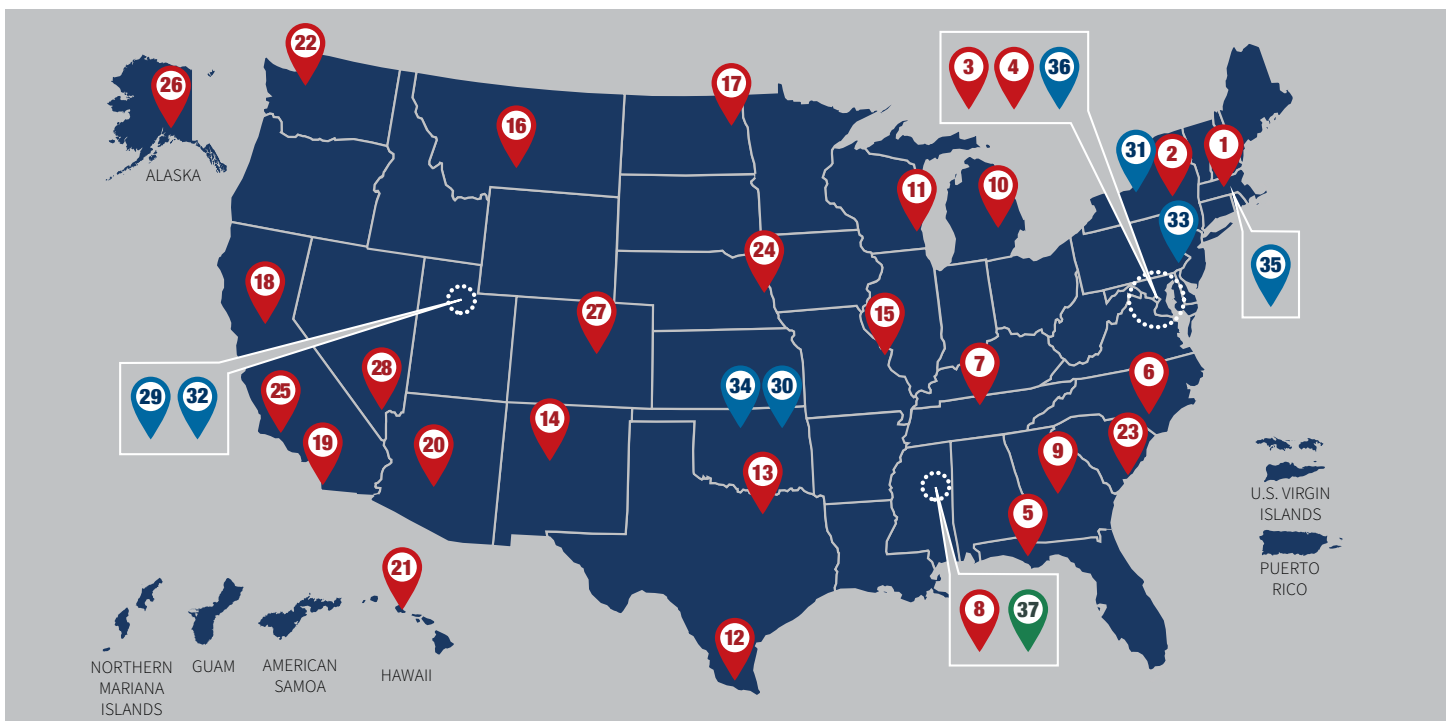 22
26
ALASKA
17
16
3 4 36
31 2 1
11 10
33
35
24
18
27
15
28
7
6
25
29 32
34 30
14
19 20
23
9
13
5
U.S. VIRGIN
ISLANDS
PUERTO
RICO
21
8 37
12
NORTHERN
MARIANA
ISLANDS
GUAM
AMERICAN
SAMOA
HAWAII